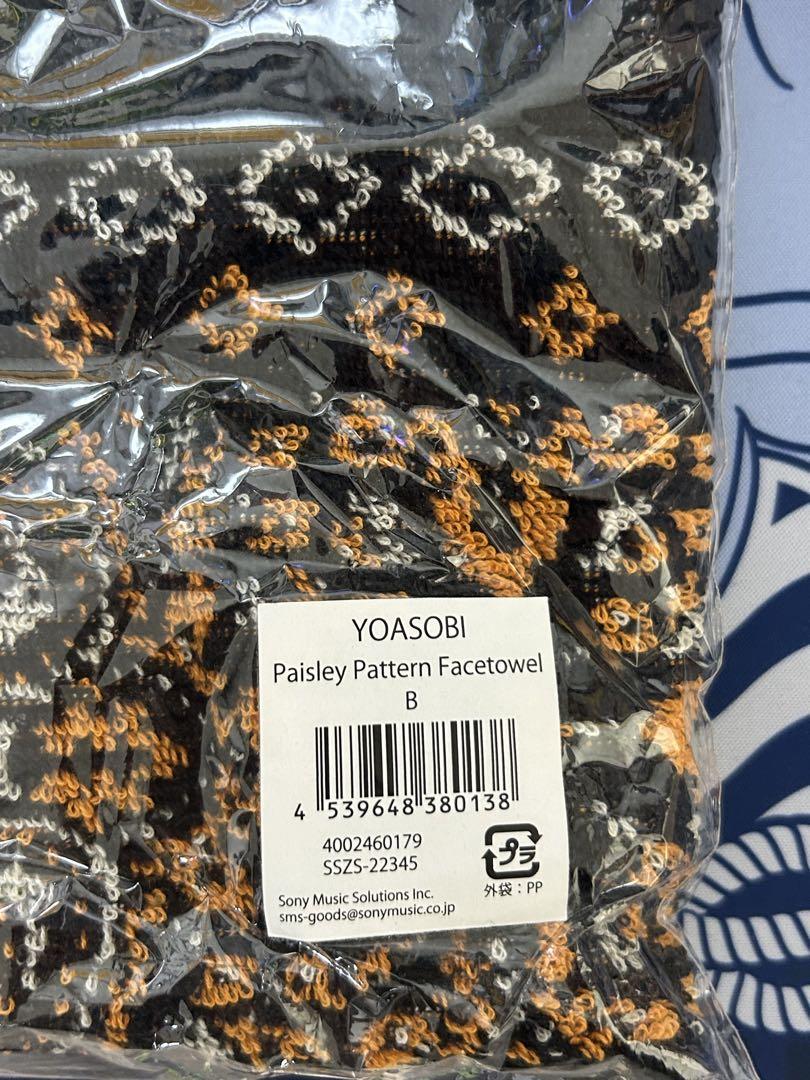 YOASOBI
Paisley Pattern Facetowel
B
4 539648 380138
4002460179
SSZS-22345
プラ
外袋：PP
Sony Music Solutions Inc.
sms-goods@sonymusic.co.jp